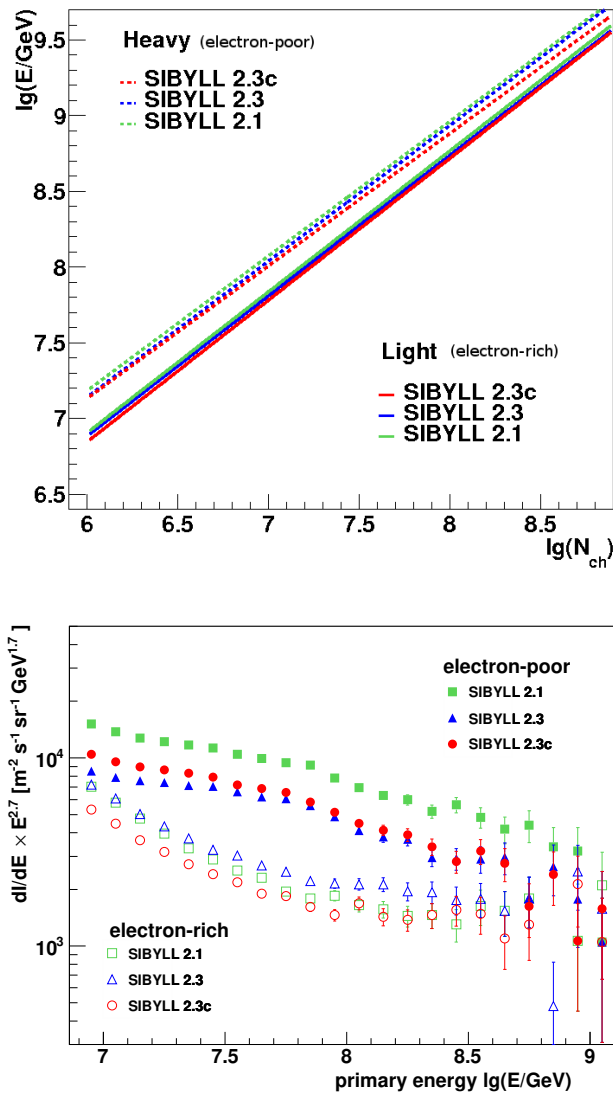 lg(E/GeV)
9.5
9
8.5
8
7.5
7
6.5
Heavy (electron-poor)
SIBYLL 2.3c
SIBYLL 2.3
SIBYLL 2.1
Light (electron-rich)
SIBYLL 2.3c
SIBYLL 2.3
SIBYLL 2.1
6 6.5 7 7.5 8 8.5
lg(N_ch)
dI/dE × E^2.7 [m^-2 s^-1 sr^-1 GeV^1.7]
10^4
10^3
electron-poor
SIBYLL 2.1
SIBYLL 2.3
SIBYLL 2.3c
electron-rich
SIBYLL 2.1
SIBYLL 2.3
SIBYLL 2.3c
7 7.5 8 8.5 9
primary energy lg(E/GeV)